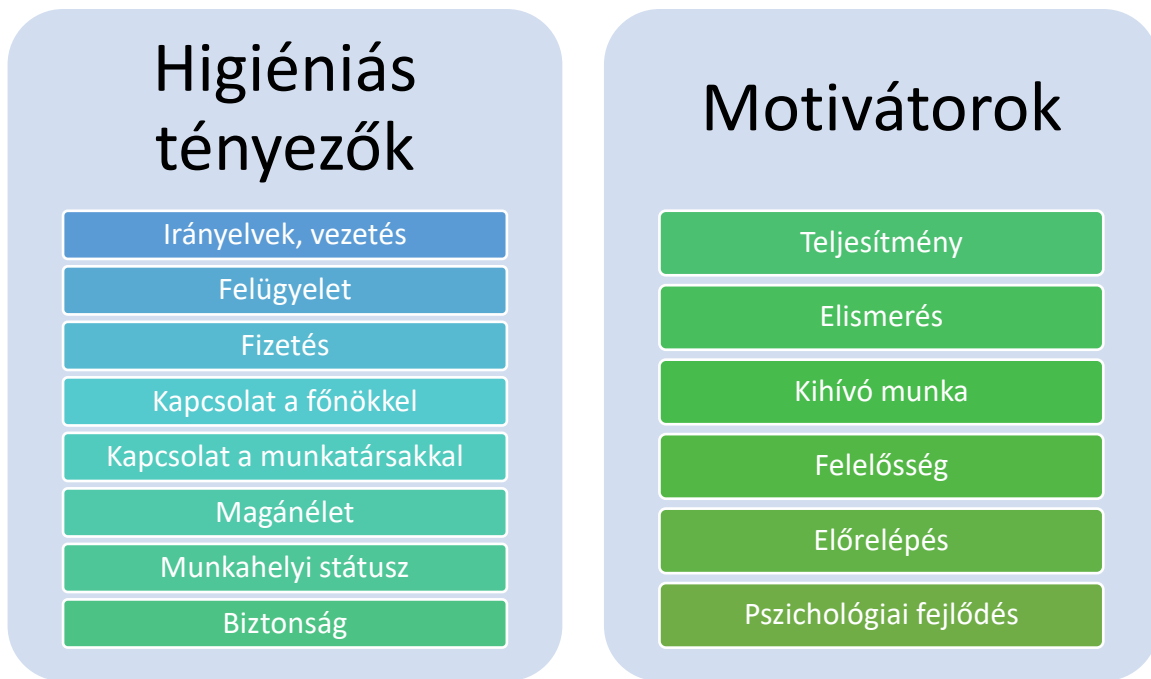 Higiéniás
tényezők
Irányelvek, vezetés
Felügyelet
Fizetés
Kapcsolat a főnökkel
Kapcsolat a munkatársakkal
Magánélet
Munkahelyi státusz
Biztonság
Motivátorok
Teljesítmény
Elismerés
Kihívó munka
Felelősség
Előrelépés
Pszichológiai fejlődés